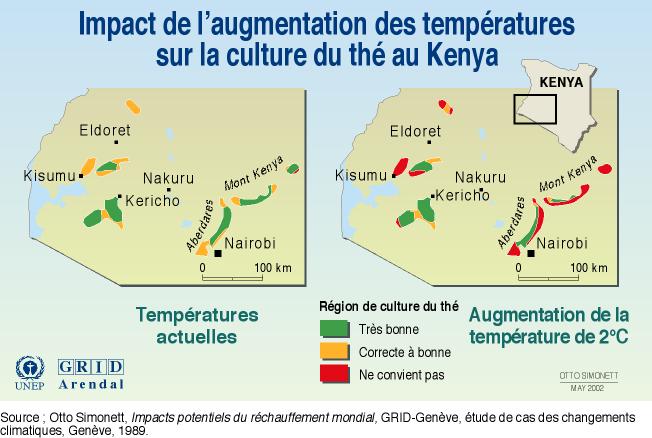 Impact de l'augmentation des températures
sur la culture du thé au Kenya
KENYA
Eldoret
Kisumu
Nakuru
Kericho
Mont Kenya
Aberdares
Nairobi
0 100 km
Eldoret
Kisumu
Nakuru
Kericho
Mont Kenya
Aberdares
Nairobi
0 100 km
Températures
actuelles
Région de culture du thé
Très bonne
Correcte à bonne
Ne convient pas
Augmentation de la
température de 2°C
UNEP
GRID
Arendal
OTTO SIMONETT
MAY 2002
Source ; Otto Simonett, Impacts potentiels du réchauffement mondial, GRID-Genève, étude de cas des changements
climatiques, Genève, 1989.